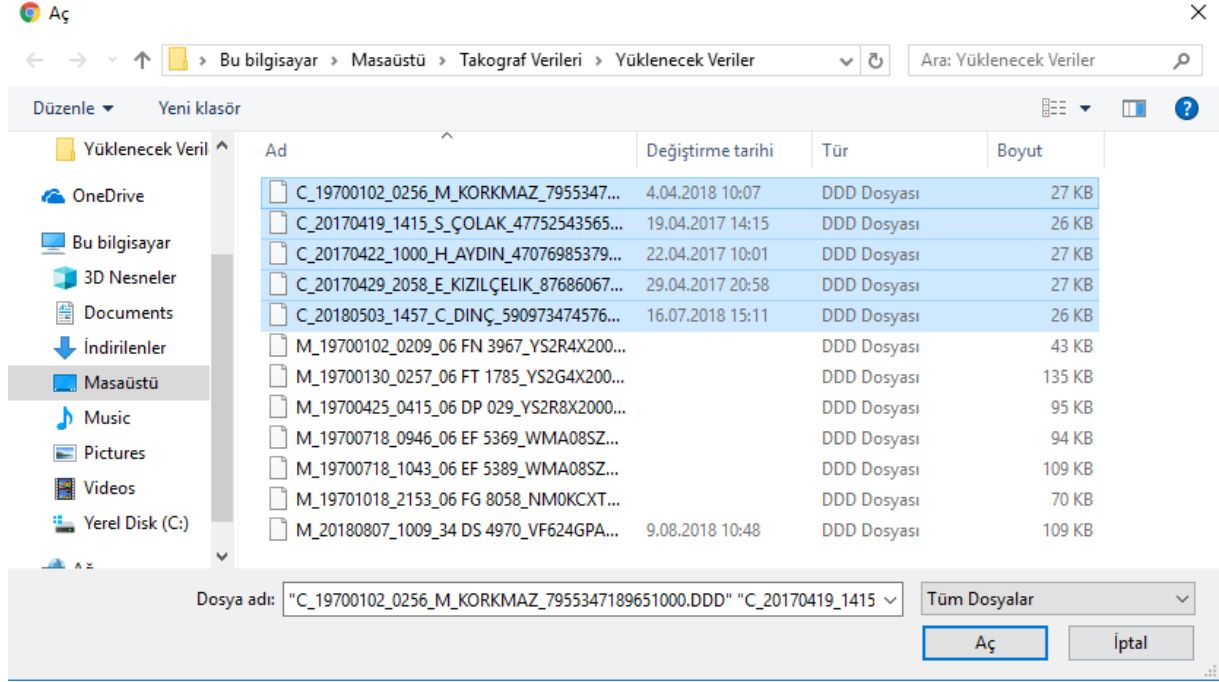 Aç
Bu bilgisayar > Masaüstü > Takograf Verileri > Yüklenecek Veriler
Ara: Yüklenecek Veriler
Düzenle Yeni klasör
Ad Değiştirme tarihi Tür Boyut
Yüklenecek Veril
OneDrive
Bu bilgisayar
3D Nesneler
Documents
İndirilenler
Masaüstü
Music
Pictures
Videos
Yerel Disk (C:)
C_19700102_0256_M_KORKMAZ_7955347... 4.04.2018 10:07 DDD Dosyası 27 KB
C_20170419_1415_S_ÇOLAK_47752543565... 19.04.2017 14:15 DDD Dosyası 26 KB
C_20170422_1000_H_AYDIN_47076985379... 22.04.2017 10:01 DDD Dosyası 27 KB
C_20170429_2058_E_KIZILÇELIK_87686067... 29.04.2017 20:58 DDD Dosyası 27 KB
C_20180503_1457_C_DINÇ_590973474576... 16.07.2018 15:11 DDD Dosyası 26 KB
M_19700102_0209_06 FN 3967_YS2R4X200... DDD Dosyası 43 KB
M_19700130_0257_06 FT 1785_YS2G4X200... DDD Dosyası 135 KB
M_19700425_0415_06 DP 029_YS2R8X2000... DDD Dosyası 95 KB
M_19700718_0946_06 EF 5369_WMA08SZ... DDD Dosyası 94 KB
M_19700718_1043_06 EF 5389_WMA08SZ... DDD Dosyası 109 KB
M_19701018_2153_06 FG 8058_NM0KCXT... DDD Dosyası 70 KB
M_20180807_1009_34 DS 4970_VF624GPA... 9.08.2018 10:48 DDD Dosyası 109 KB
Dosya adı: "C_19700102_0256_M_KORKMAZ_7955347189651000.DDD" "C_20170419_1415
Tüm Dosyalar
Aç İptal